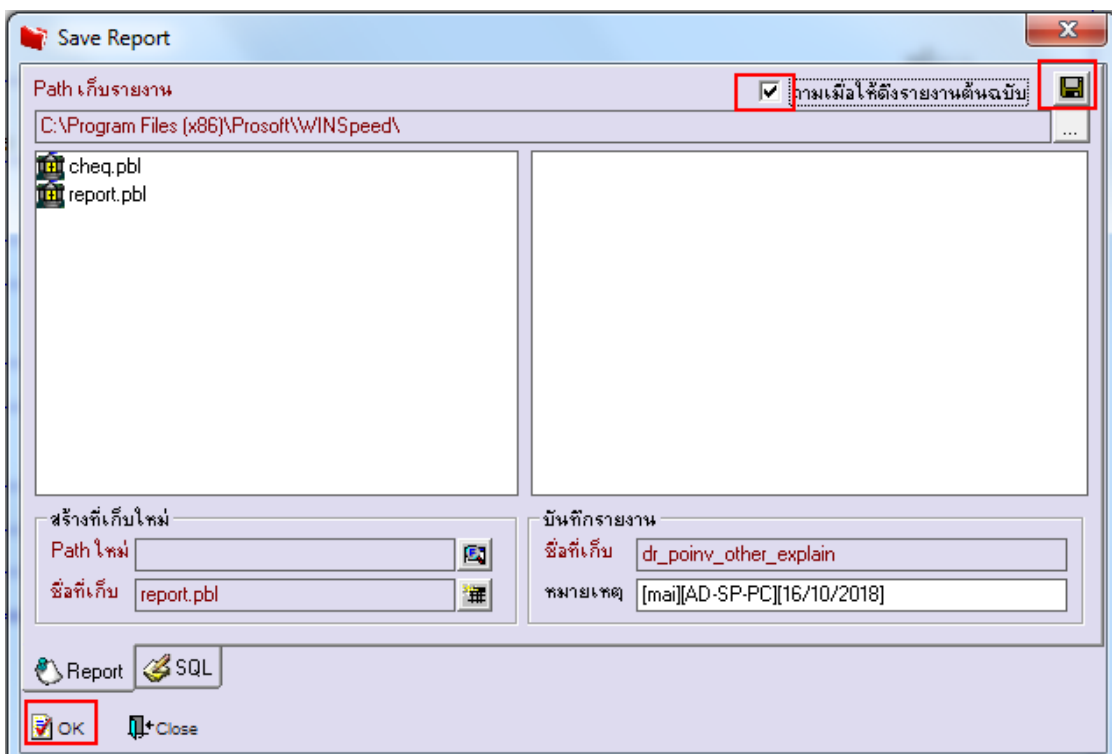 Save Report
Path เก็บรายงาน
ถามเมื่อให้ดึงรายงานต้นฉบับ
C:\Program Files (x86)\Prosoft\WINSpeed\
...
cheq.pbl
report.pbl
สร้างที่เก็บใหม่
Path ใหม่
ชื่อที่เก็บ report.pbl
บันทึกรายงาน
ชื่อที่เก็บ dr_poinv_other_explain
หมายเหตุ [mai][AD-SP-PC][16/10/2018]
Report SQL
OK Close